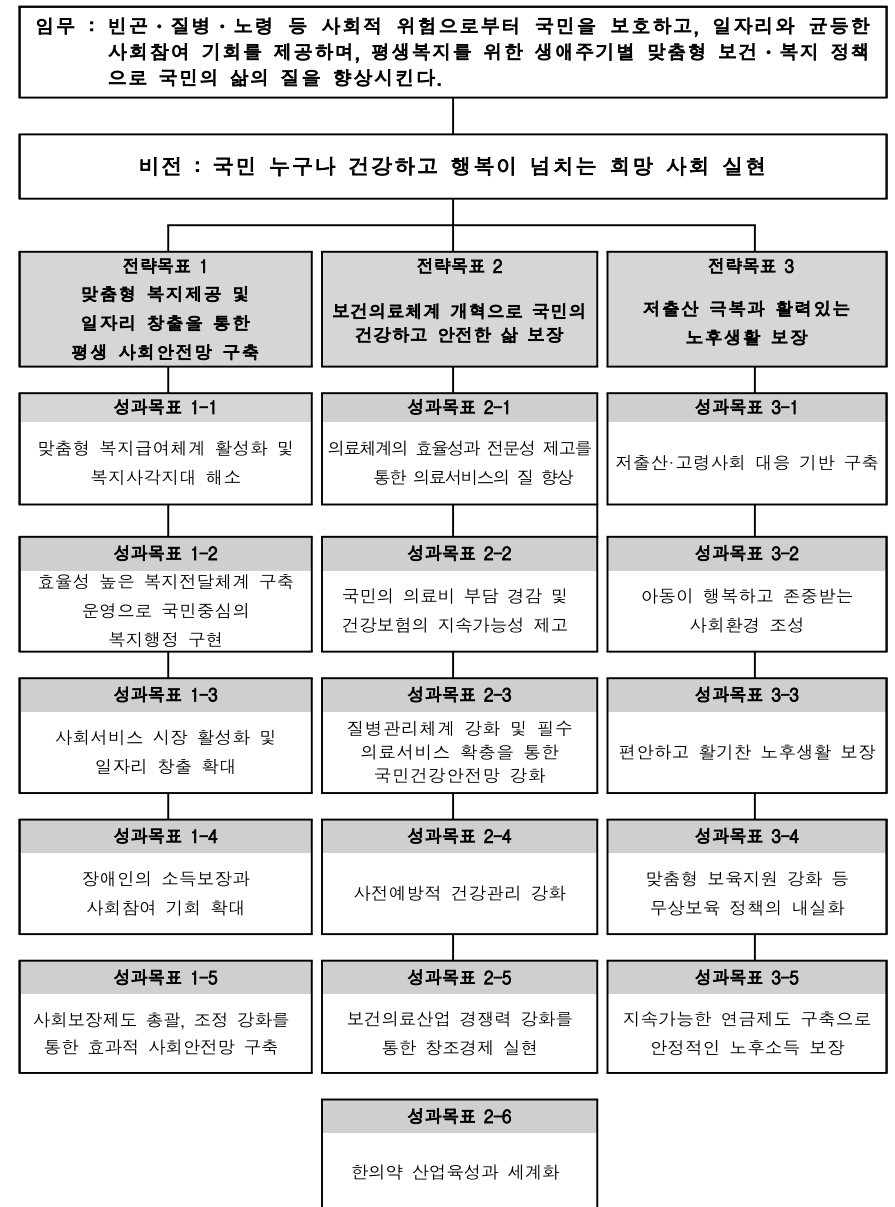 임무 : 빈곤·질병·노령 등 사회적 위험으로부터 국민을 보호하고, 일자리와 균등한
사회참여 기회를 제공하며, 평생복지를 위한 생애주기별 맞춤형 보건·복지 정책
으로 국민의 삶의 질을 향상시킨다.
비전 : 국민 누구나 건강하고 행복이 넘치는 희망 사회 실현
전략목표 1
맞춤형 복지제공 및
일자리 창출을 통한
평생 사회안전망 구축
전략목표 2
보건의료체계 개혁으로 국민의
건강하고 안전한 삶 보장
전략목표 3
저출산 극복과 활력있는
노후생활 보장
성과목표 1-1
맞춤형 복지급여체계 활성화 및
복지사각지대 해소
성과목표 2-1
의료체계의 효율성과 전문성 제고를
통한 의료서비스의 질 향상
성과목표 3-1
저출산·고령사회 대응 기반 구축
성과목표 1-2
효율성 높은 복지전달체계 구축
운영으로 국민중심의
복지행정 구현
성과목표 2-2
국민의 의료비 부담 경감 및
건강보험의 지속가능성 제고
성과목표 3-2
아동이 행복하고 존중받는
사회환경 조성
성과목표 1-3
사회서비스 시장 활성화 및
일자리 창출 확대
성과목표 2-3
질병관리체계 강화 및 필수
의료서비스 확층을 통한
국민건강안전망 강화
성과목표 3-3
편안하고 활기찬 노후생활 보장
성과목표 1-4
장애인의 소득보장과
사회참여 기회 확대
성과목표 2-4
사전예방적 건강관리 강화
성과목표 3-4
맞춤형 보육지원 강화 등
무상보육 정책의 내실화
성과목표 1-5
사회보장제도 총괄, 조정 강화를
통한 효과적 사회안전망 구축
성과목표 2-5
보건의료산업 경쟁력 강화를
통한 창조경제 실현
성과목표 3-5
지속가능한 연금제도 구축으로
안정적인 노후소득 보장
성과목표 2-6
한의약 산업육성과 세계화